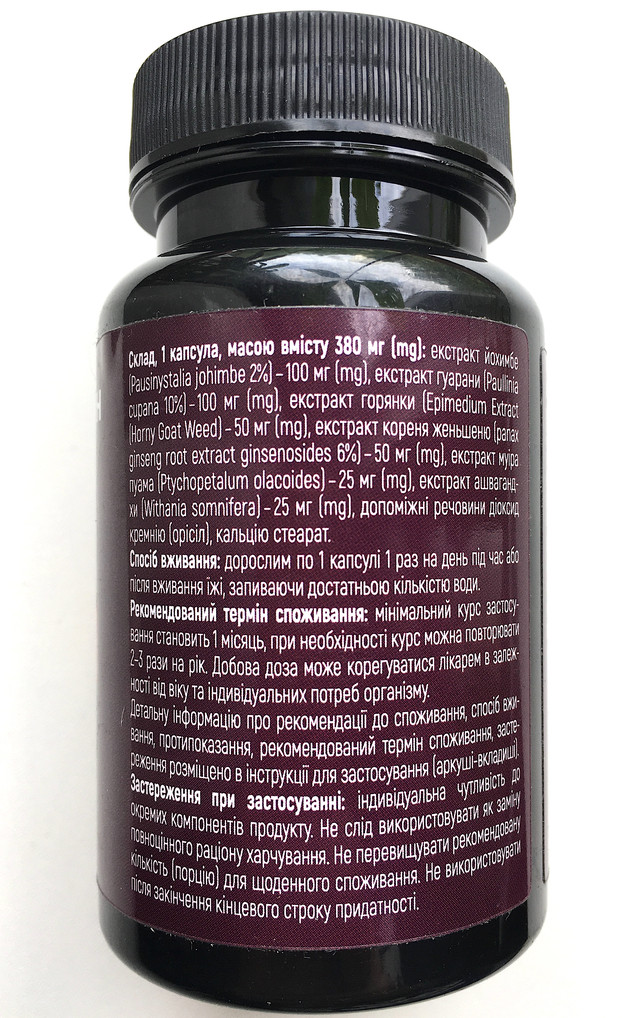 Н
Склад, 1 капсула, масою вмісту 380 мг (mg): екстракт йохимбе
(Pausinystalia johimbe 2%) – 100 мг (mg), екстракт гуарани (Paullinia
cupana 10%) – 100 мг (mg), екстракт горянки (Epimedium Extract
(Horny Goat Weed) – 50 мг (mg), екстракт кореня женьшеню (panax
ginseng root extract ginsenosides 6%) – 50 мг (mg), екстракт муіра
пуама (Ptychopetalum olacoides) – 25 мг (mg), екстракт ашваганд-
хи (Withania somnifera) – 25 мг (mg), допоміжні речовини діоксид
кремнію (орісіл), кальцію стеарат.
Спосіб вживання: дорослим по 1 капсулі 1 раз на день під час або
після вживання їжі, запиваючи достатньою кількістю води.
Рекомендований термін споживання: мінімальний курс застосу-
вання становить 1 місяць, при необхідності курс можна повторювати
2–3 рази на рік. Добова доза може корегуватися лікарем в залеж-
ності від віку та індивідуальних потреб організму.
Детальну інформацію про рекомендації до споживання, спосіб вжи-
вання, протипоказання, рекомендований термін споживання, засте-
реження розміщено в інструкції для застосування (аркуші-вкладиші).
Застереження при застосуванні: індивідуальна чутливість до
окремих компонентів продукту. Не слід використовувати як заміну
повноцінного раціону харчування. Не перевищувати рекомендовану
кількість (порцію) для щоденного споживання. Не використовувати
після закінчення кінцевого строку придатності.